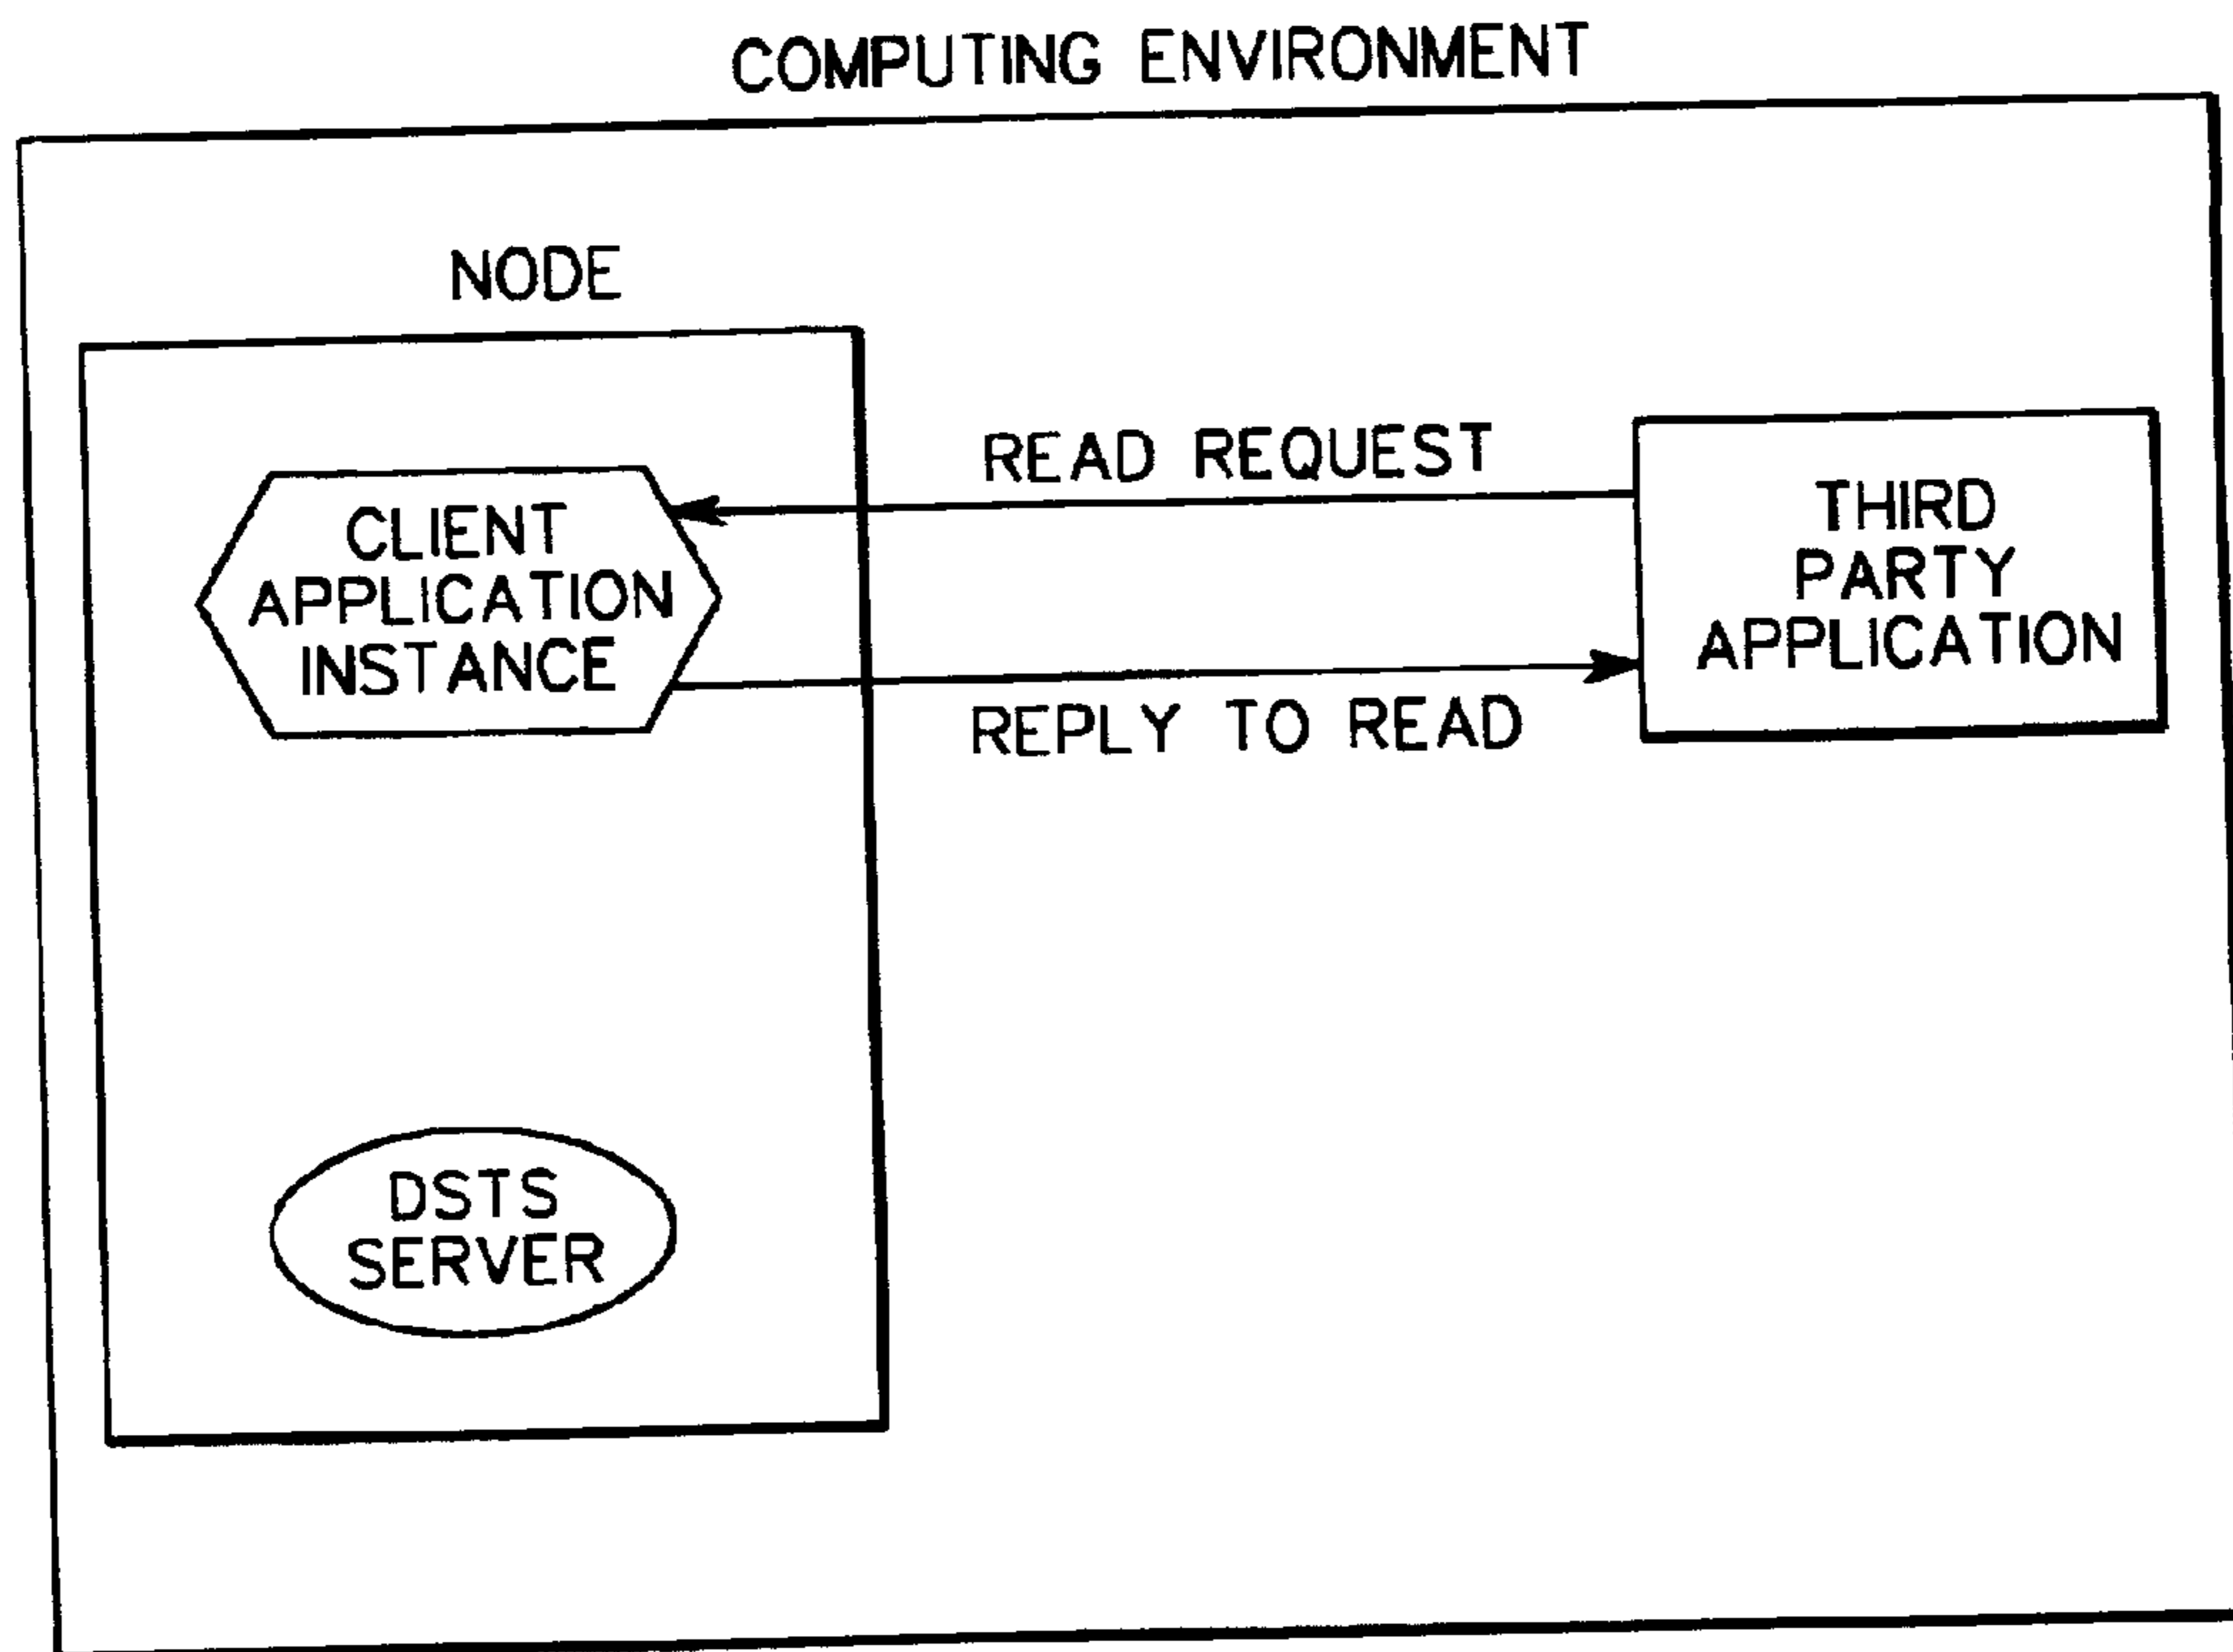 COMPUTING ENVIRONMENT
NODE
CLIENT
APPLICATION
INSTANCE
READ REQUEST
REPLY TO READ
THIRD
PARTY
APPLICATION
DSTS
SERVER